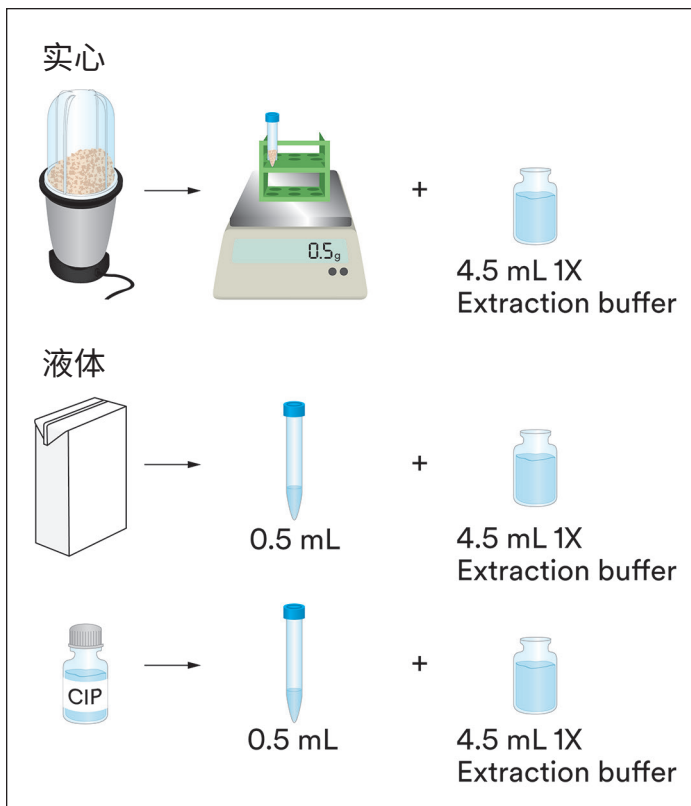 实心
0.5g
+
4.5 mL 1X
Extraction buffer
液体
0.5 mL
+
4.5 mL 1X
Extraction buffer
CIP
0.5 mL
+
4.5 mL 1X
Extraction buffer